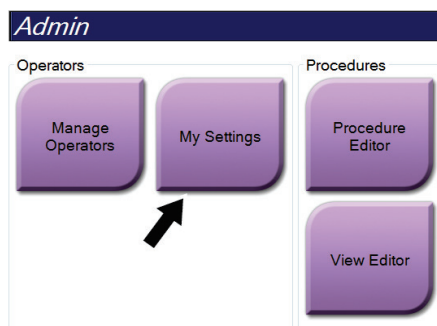 Admin
Operators
Procedures
Manage
Operators
My Settings
Procedure
Editor
View Editor